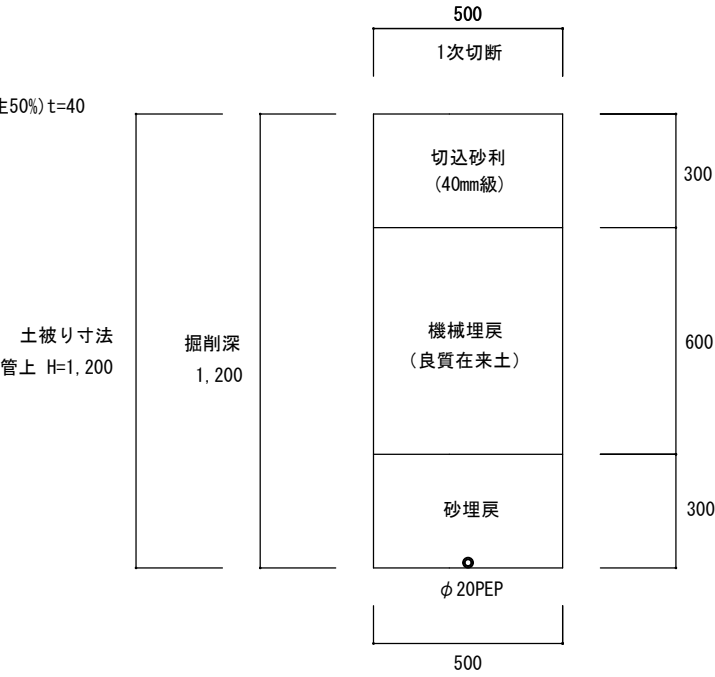 500
1次切断
生50%)t=40
切込砂利
(40mm級)
300
土被り寸法
管上 H=1,200
掘削深
1,200
機械埋戻
(良質在来土)
600
砂埋戻
300
φ20PEP
500